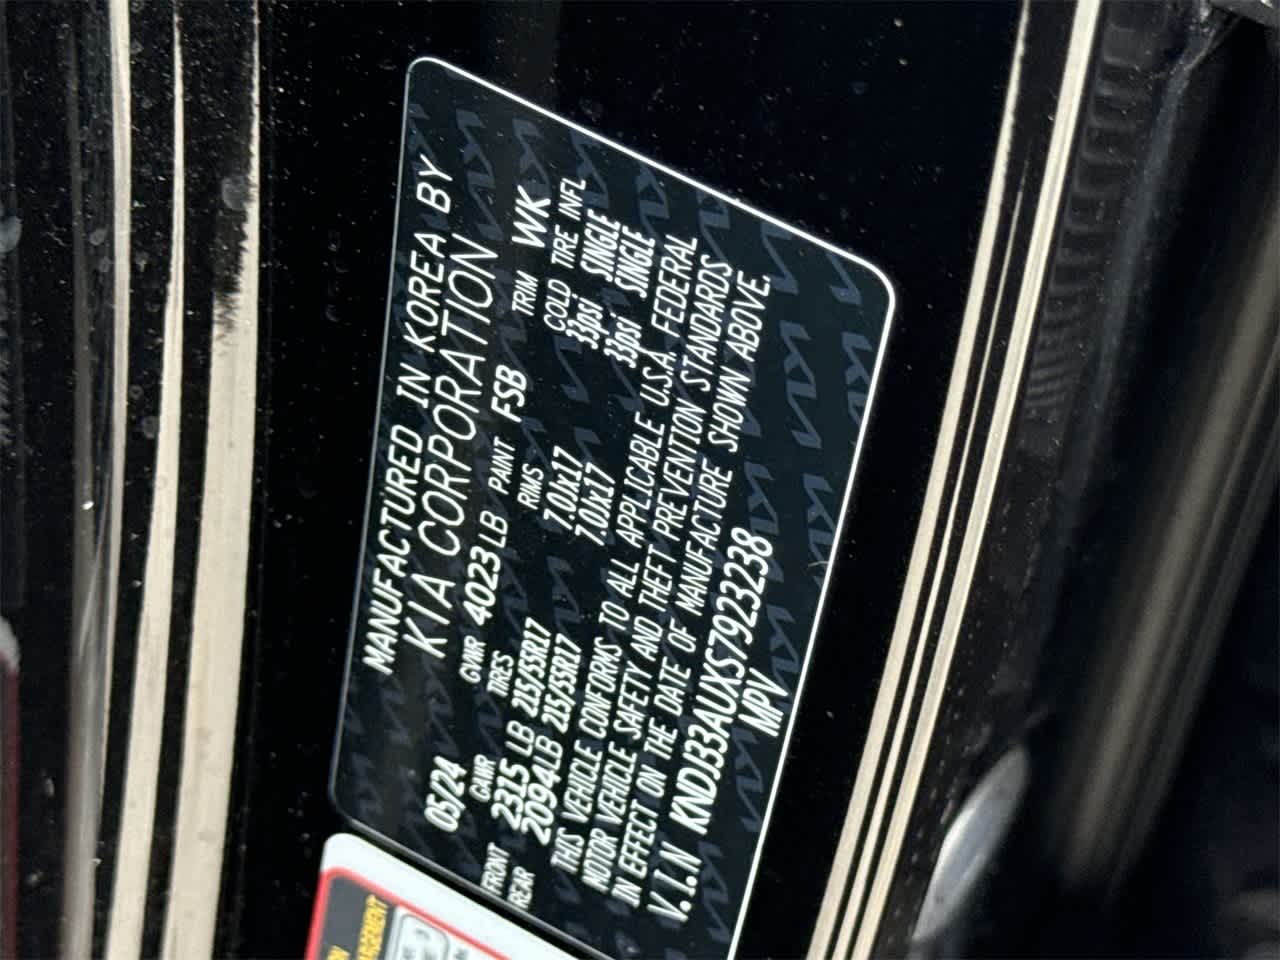 MANUFACTURED IN KOREA BY
KIA CORPORATION
05/24 GVWR 4023 LB PAINT FSB TRIM WK
GAWR TIRES RIMS COLD TIRE INFL
FRONT 2315 LB 215/55R17 7.0Jx17 33psi SINGLE
REAR 2094LB 215/55R17 7.0Jx17 33psi SINGLE
THIS VEHICLE CONFORMS TO ALL APPLICABLE U.S.A. FEDERAL
MOTOR VEHICLE SAFETY AND THEFT PREVENTION STANDARDS
IN EFFECT ON THE DATE OF MANUFACTURE SHOWN ABOVE.
V.I.N KNDJ33AUXS7923238
MPV